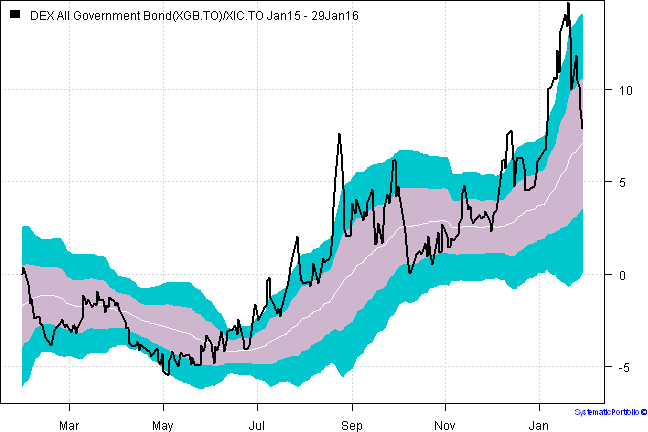 DEX All Government Bond(XGB.TO)/XIC.TO Jan15 - 29Jan16
10
5
0
-5
Mar May Jul Sep Nov Jan
SystematicPortfolio ©